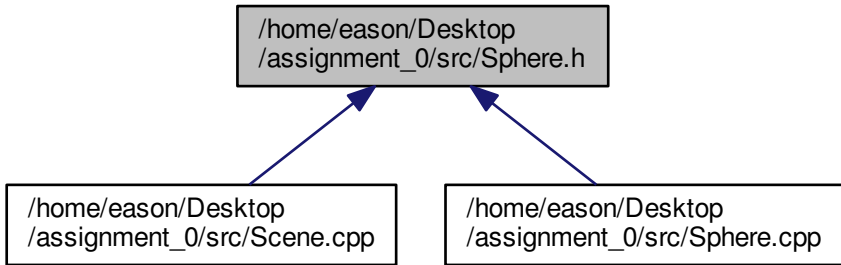 /home/eason/Desktop
/assignment_0/src/Sphere.h
/home/eason/Desktop
/assignment_0/src/Scene.cpp
/home/eason/Desktop
/assignment_0/src/Sphere.cpp